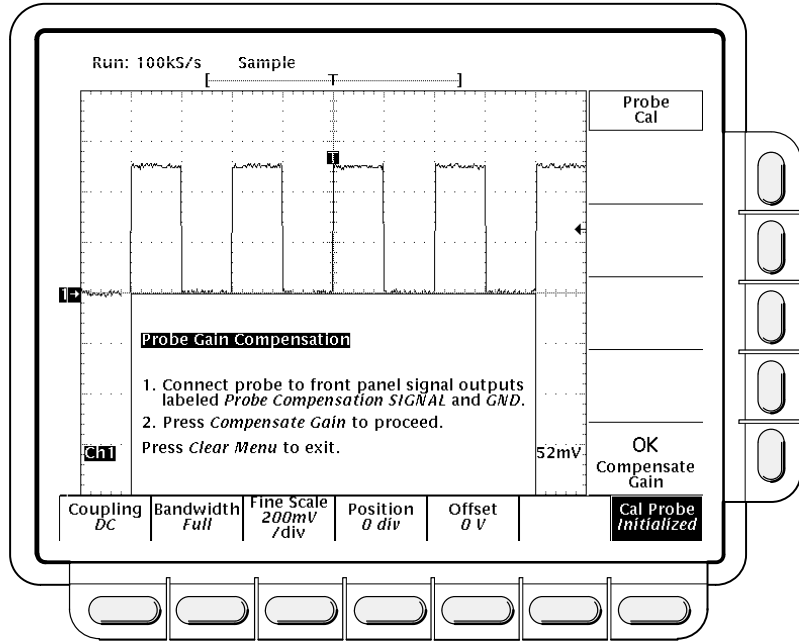 Run: 100kS/s Sample
[ T ]
Probe
Cal
T
1→
Probe Gain Compensation
1. Connect probe to front panel signal outputs
labeled Probe Compensation SIGNAL and GND.
2. Press Compensate Gain to proceed.
Press Clear Menu to exit.
Ch1
52mV
OK
Compensate
Gain
Coupling
DC
Bandwidth
Full
Fine Scale
200mV
/div
Position
0 div
Offset
0 V
Cal Probe
Initialized